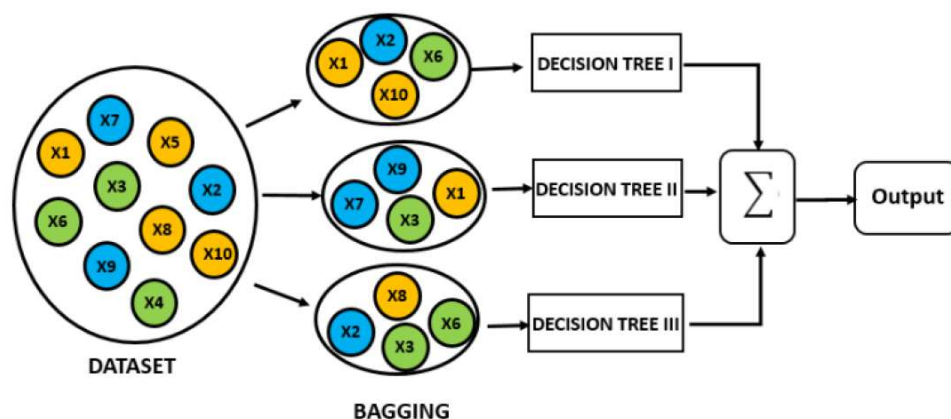 X7
X1
X5
X3
X2
X6
X8
X10
X9
X4
DATASET
X2
X1
X6
X10
X9
X7
X1
X3
X8
X2
X6
X3
BAGGING
DECISION TREE I
DECISION TREE II
DECISION TREE III
∑
Output